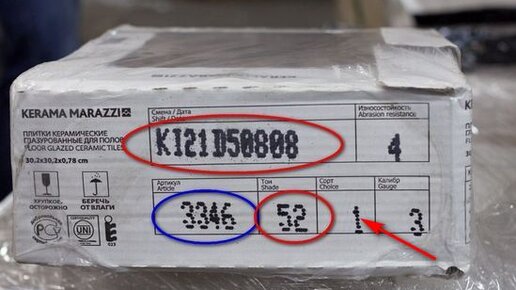 KERAMA MARAZZI
ПЛИТКИ КЕРАМИЧЕСКИЕ
ГЛАЗУРОВАННЫЕ ДЛЯ ПОЛОВ
FLOOR GLAZED CERAMIC TILES
30,2x30,2x0,78 cm
ХРУПКОЕ,
ОСТОРОЖНО
БЕРЕЧЬ
ОТ ВЛАГИ
UNI
Смена / Дата
Shift / Date
KI21D50808
Износостойкость
Abrasion resistance
4
Артикул
Article
3346
Тон
Shade
52
Сорт
Choice
1
Калибр
Gauge
3